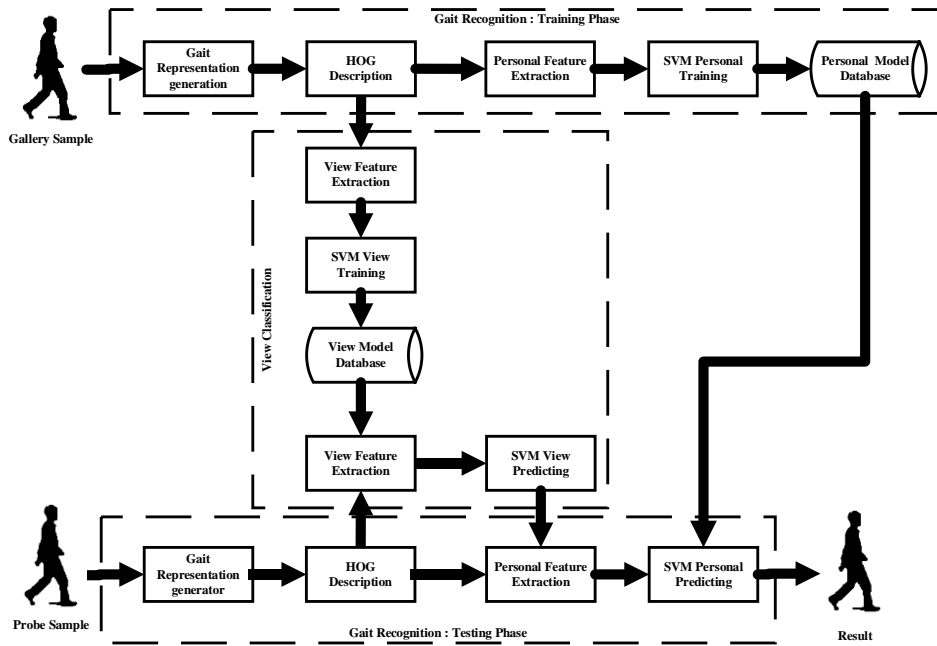 Gait Recognition : Training Phase
Gait
Representation
generation
HOG
Description
Personal Feature
Extraction
SVM Personal
Training
Personal Model
Database
Gallery Sample
View Feature
Extraction
SVM View
Training
View Classification
View Model
Database
View Feature
Extraction
SVM View
Predicting
Gait
Representation
generator
HOG
Description
Personal Feature
Extraction
SVM Personal
Predicting
Probe Sample
Gait Recognition : Testing Phase
Result